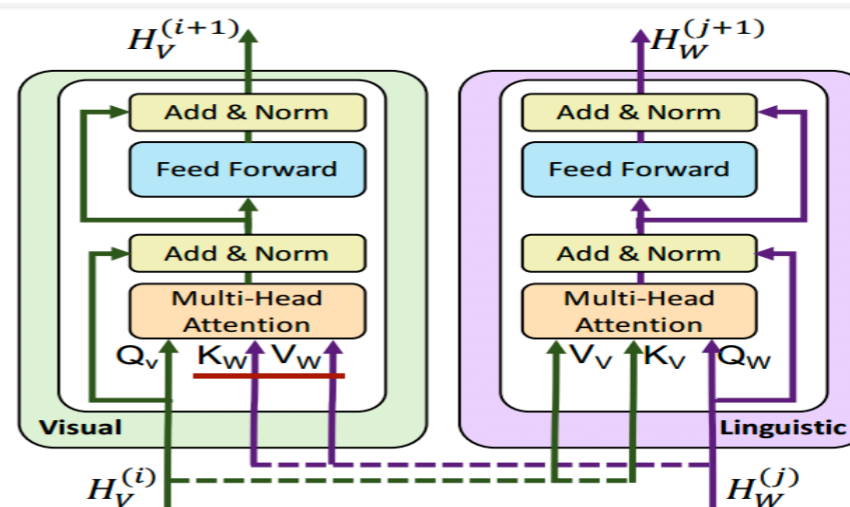 H_V^(i+1)
Add & Norm
Feed Forward
Add & Norm
Multi-Head
Attention
Q_v K_W V_W
Visual
H_V^(i)
H_W^(j+1)
Add & Norm
Feed Forward
Add & Norm
Multi-Head
Attention
V_V K_V Q_W
Linguistic
H_W^(j)